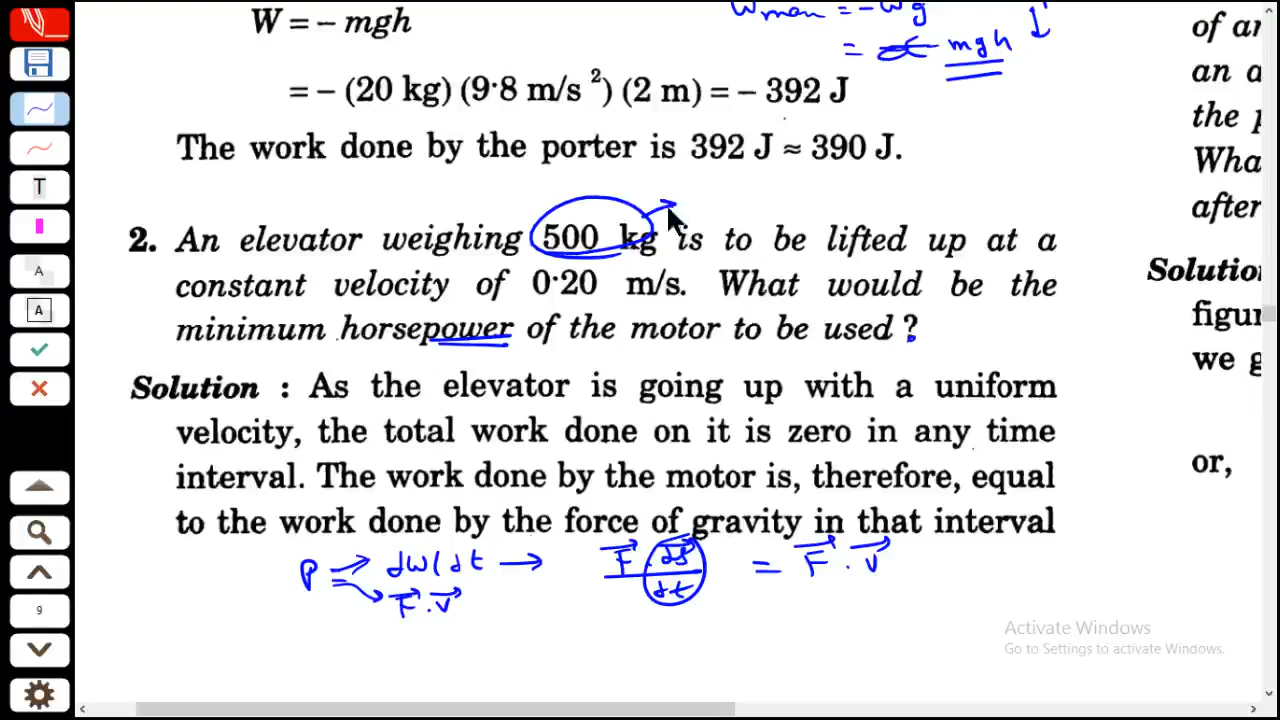 W = – mgh
Wman = – Wg
= mgh ↓
of an
= – (20 kg) (9·8 m/s ²) (2 m) = – 392 J
an a
the p
The work done by the porter is 392 J ≈ 390 J.
Wha
after
2. An elevator weighing 500 kg is to be lifted up at a
constant velocity of 0·20 m/s. What would be the
minimum horsepower of the motor to be used ?
Solution
figur
we g
Solution : As the elevator is going up with a uniform
velocity, the total work done on it is zero in any time
interval. The work done by the motor is, therefore, equal
to the work done by the force of gravity in that interval
or,
P → dW/dt → F⃗ · ds⃗ / dt = F⃗ · v⃗
F⃗ · v⃗
T
A
A
9
Activate Windows
Go to Settings to activate Windows.